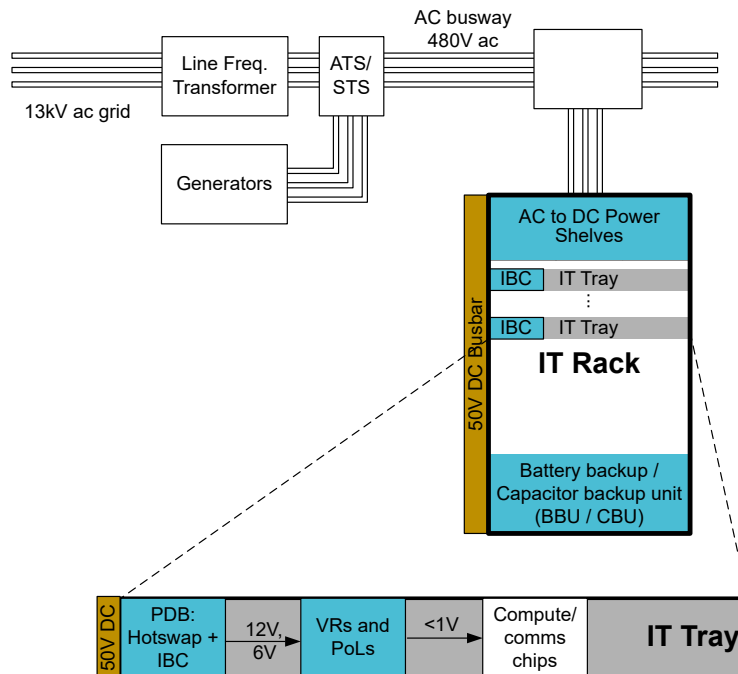 AC busway
480V ac
Line Freq.
Transformer
ATS/
STS
13kV ac grid
Generators
AC to DC Power
Shelves
IBC
IT Tray
...
IBC
IT Tray
50V DC Busbar
IT Rack
Battery backup /
Capacitor backup unit
(BBU / CBU)
50V DC
PDB:
Hotswap +
IBC
12V,
6V
VRs and
PoLs
<1V
Compute/
comms
chips
IT Tray